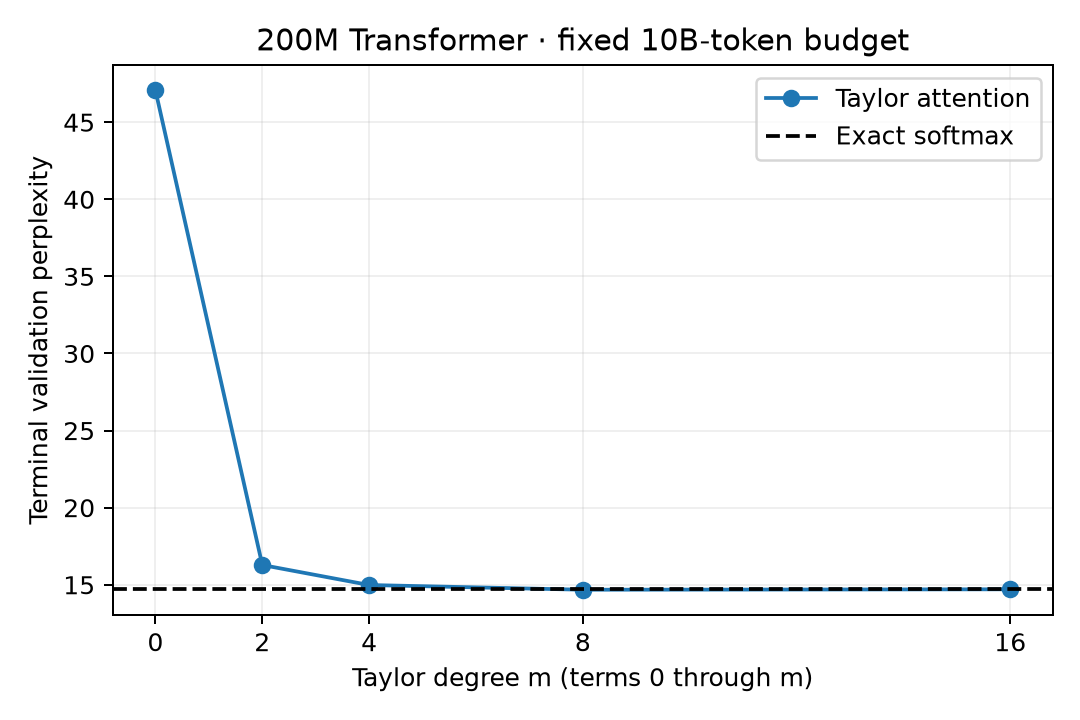 200M Transformer · fixed 10B-token budget
Taylor attention
Exact softmax
Terminal validation perplexity
45
40
35
30
25
20
15
0 2 4 8 16
Taylor degree m (terms 0 through m)